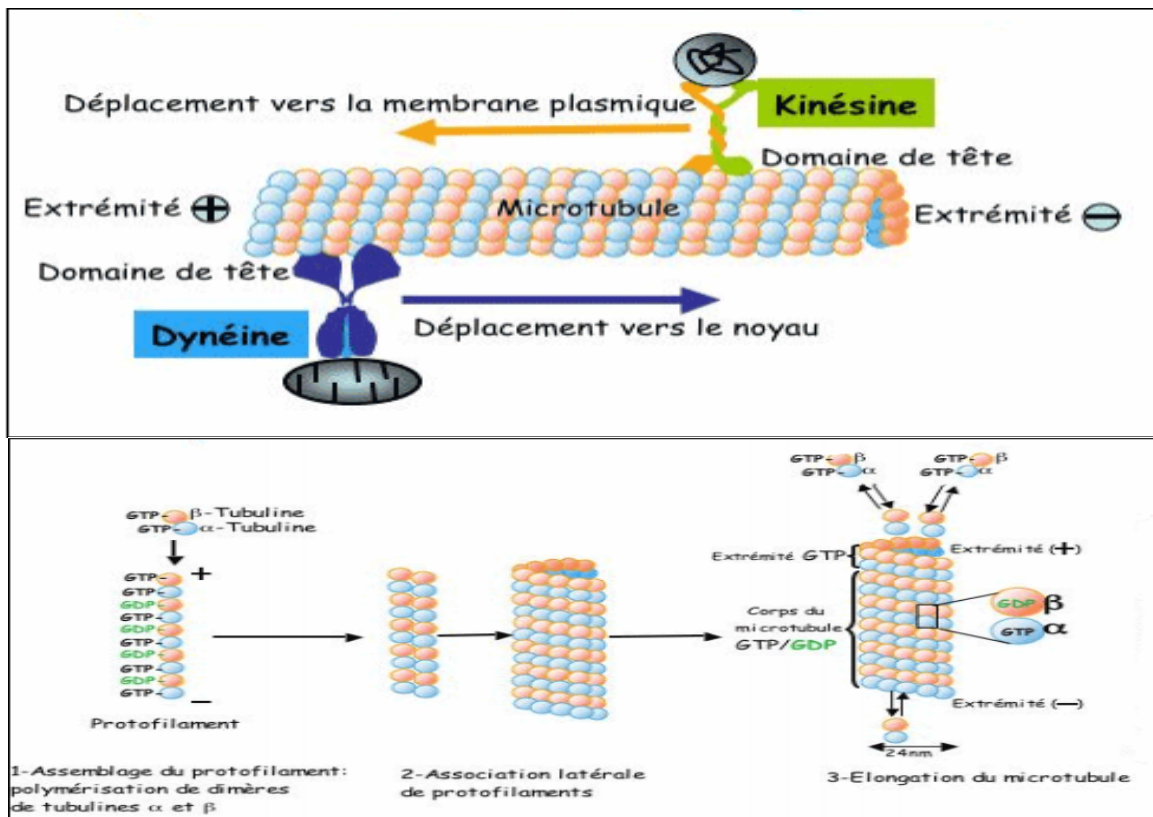 Déplacement vers la membrane plasmique
Kinésine
Domaine de tête
Extrémité +
Microtubule
Extrémité −
Domaine de tête
Dynéine
Déplacement vers le noyau
GTP- β-Tubuline
GTP- α-Tubuline
GTP- +
GTP-
GDP-
GTP-
GDP-
GTP-
GDP-
GTP-
GDP-
GTP- −
Protofilament
1-Assemblage du protofilament:
polymérisation de dimères
de tubulines α et β
2-Association latérale
de protofilaments
GTP- β
GTP- α
GTP- β
GTP- α
Extrémité GTP
Extrémité (+)
Corps du
microtubule
GTP/GDP
GDP β
GTP α
Extrémité (−)
24nm
3-Elongation du microtubule